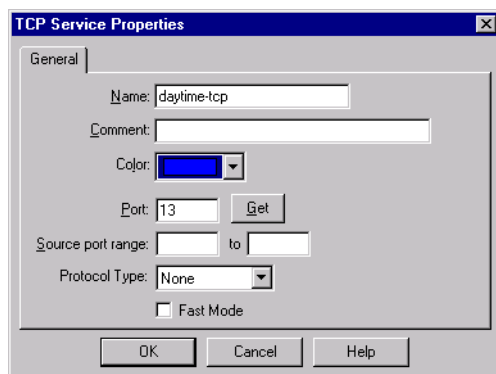 TCP Service Properties
General
Name: daytime-tcp
Comment:
Color:
Port: 13 Get
Source port range: to
Protocol Type: None
Fast Mode
OK Cancel Help